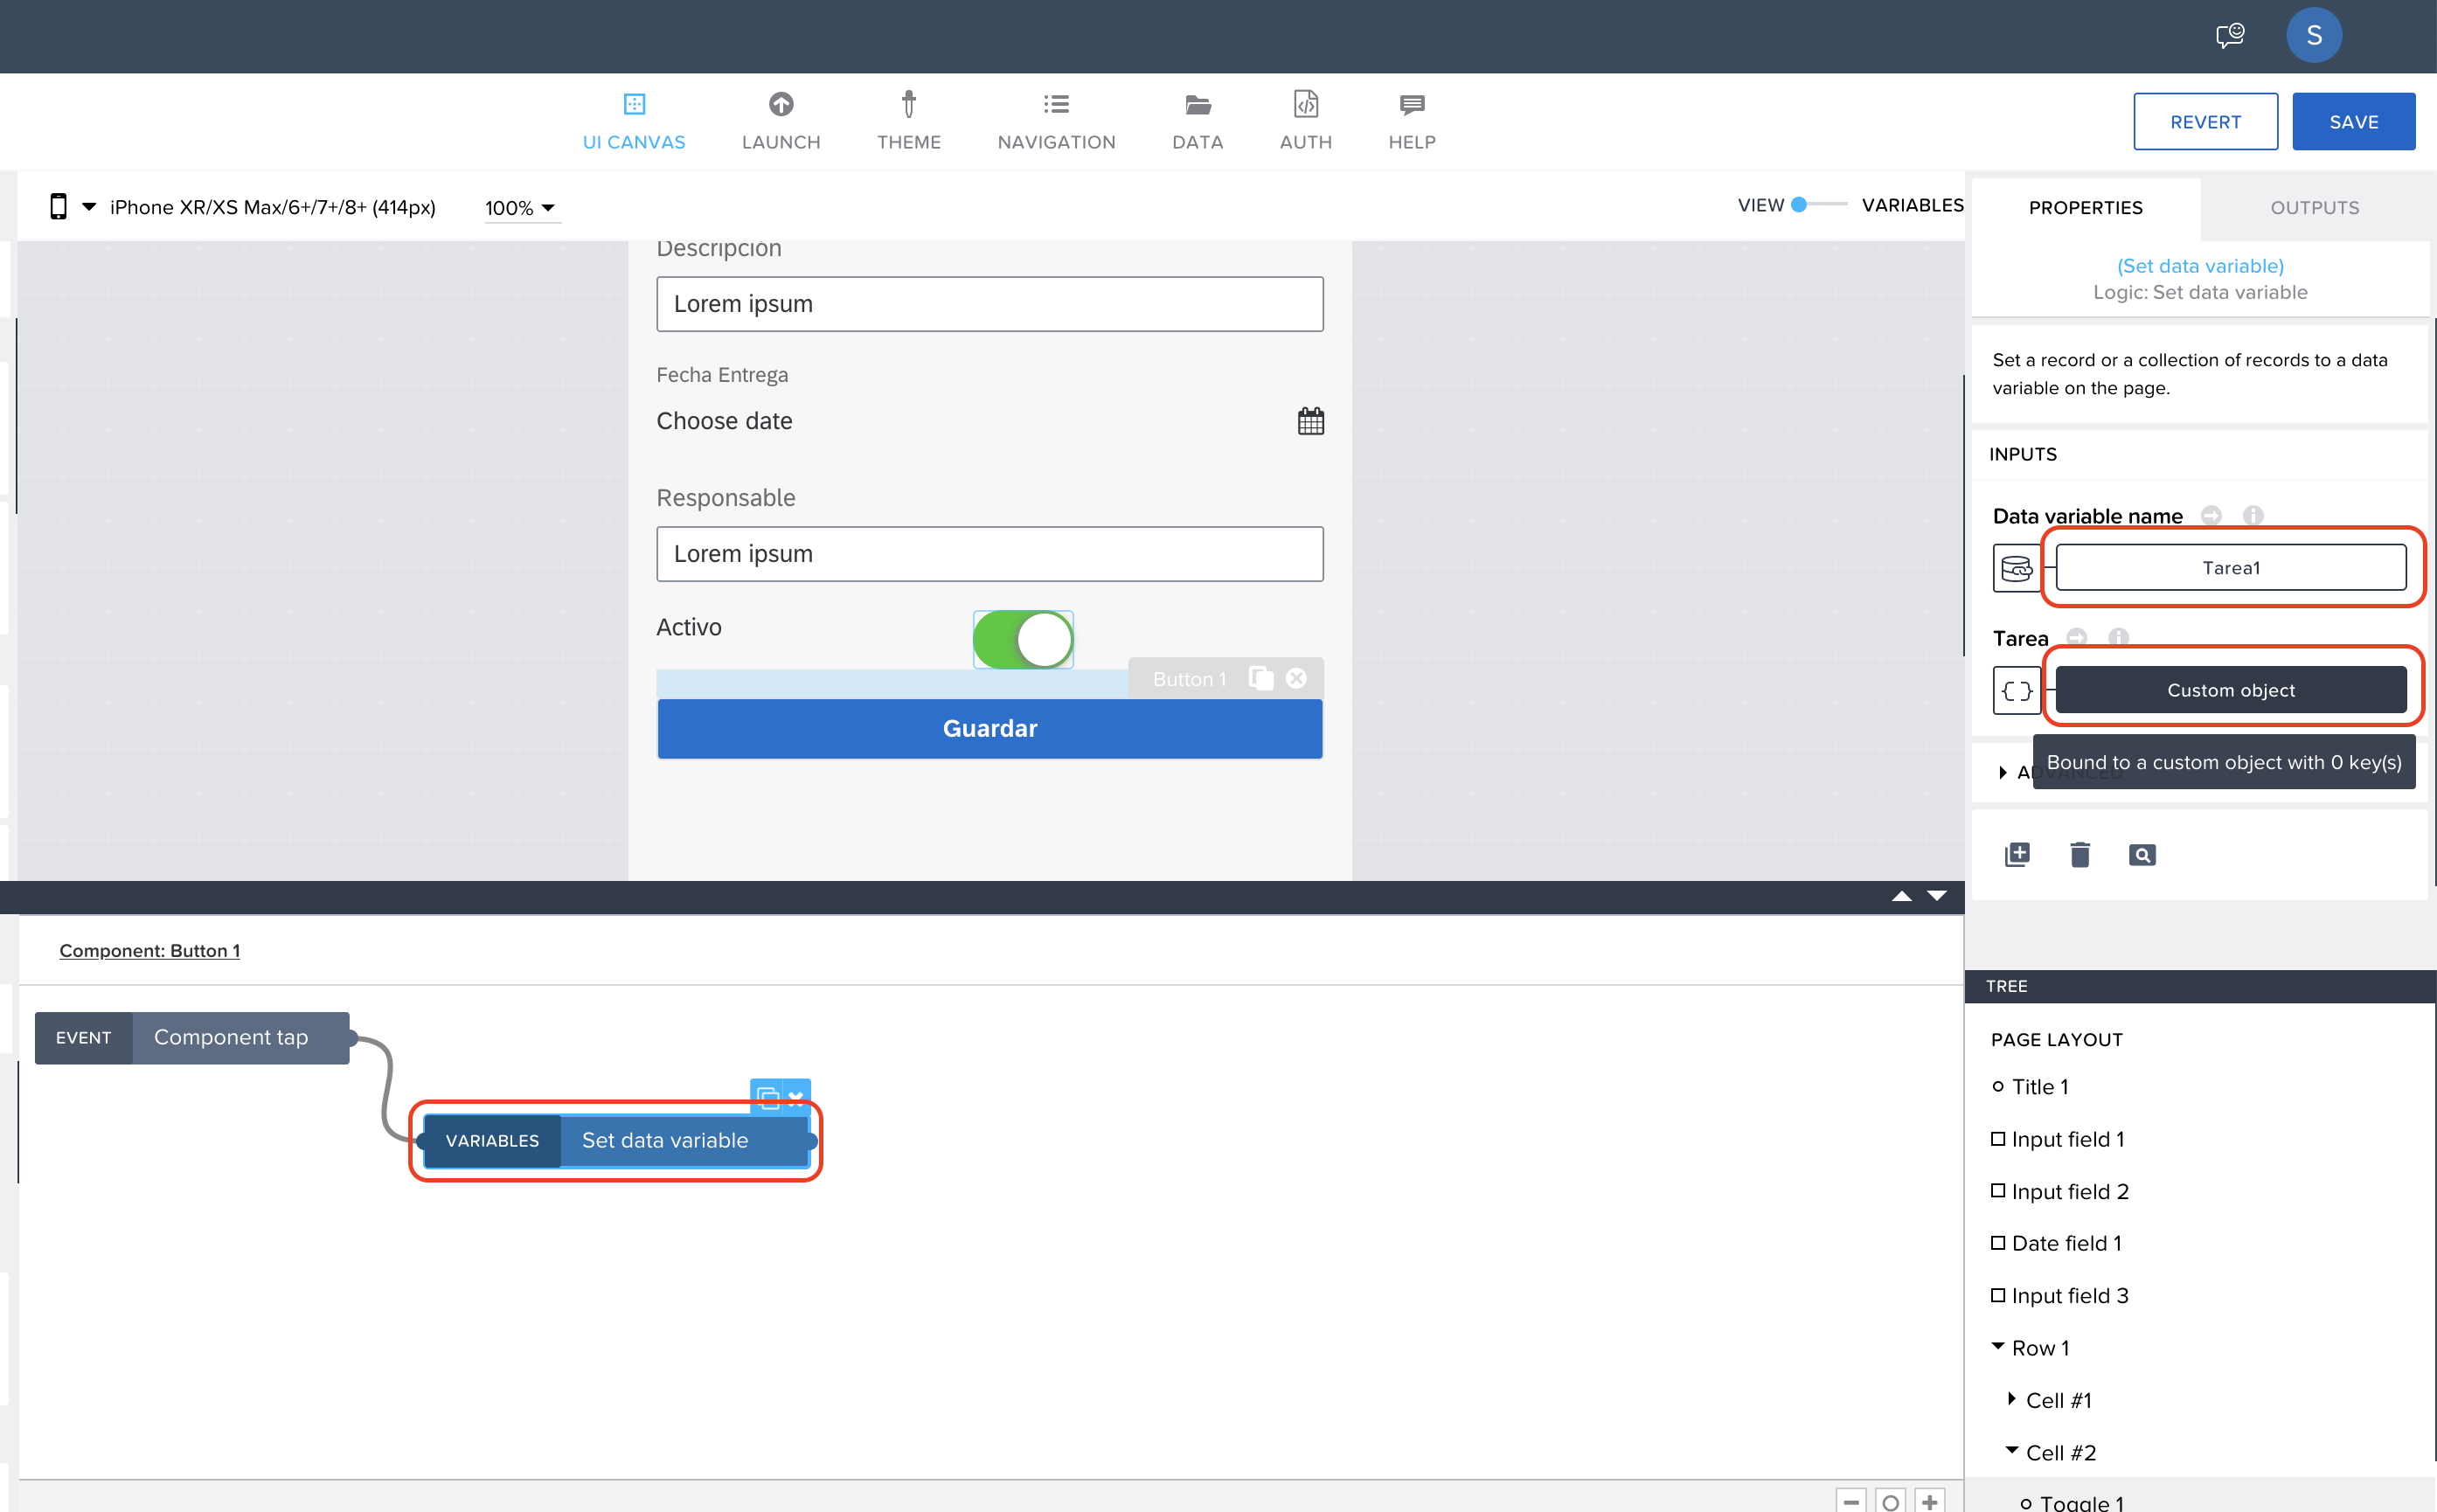 S
UI CANVAS
LAUNCH
THEME
NAVIGATION
DATA
AUTH
HELP
REVERT
SAVE
iPhone XR/XS Max/6+/7+/8+ (414px)
100%
VIEW
VARIABLES
PROPERTIES
OUTPUTS
Descripción
Lorem ipsum
Fecha Entrega
Choose date
Responsable
Lorem ipsum
Activo
Button 1
Guardar
(Set data variable)
Logic: Set data variable
Set a record or a collection of records to a data
variable on the page.
INPUTS
Data variable name
Tarea1
Tarea
Custom object
Bound to a custom object with 0 key(s)
ADVANCED
Component: Button 1
EVENT Component tap
VARIABLES Set data variable
TREE
PAGE LAYOUT
Title 1
Input field 1
Input field 2
Date field 1
Input field 3
Row 1
Cell #1
Cell #2
Toggle 1